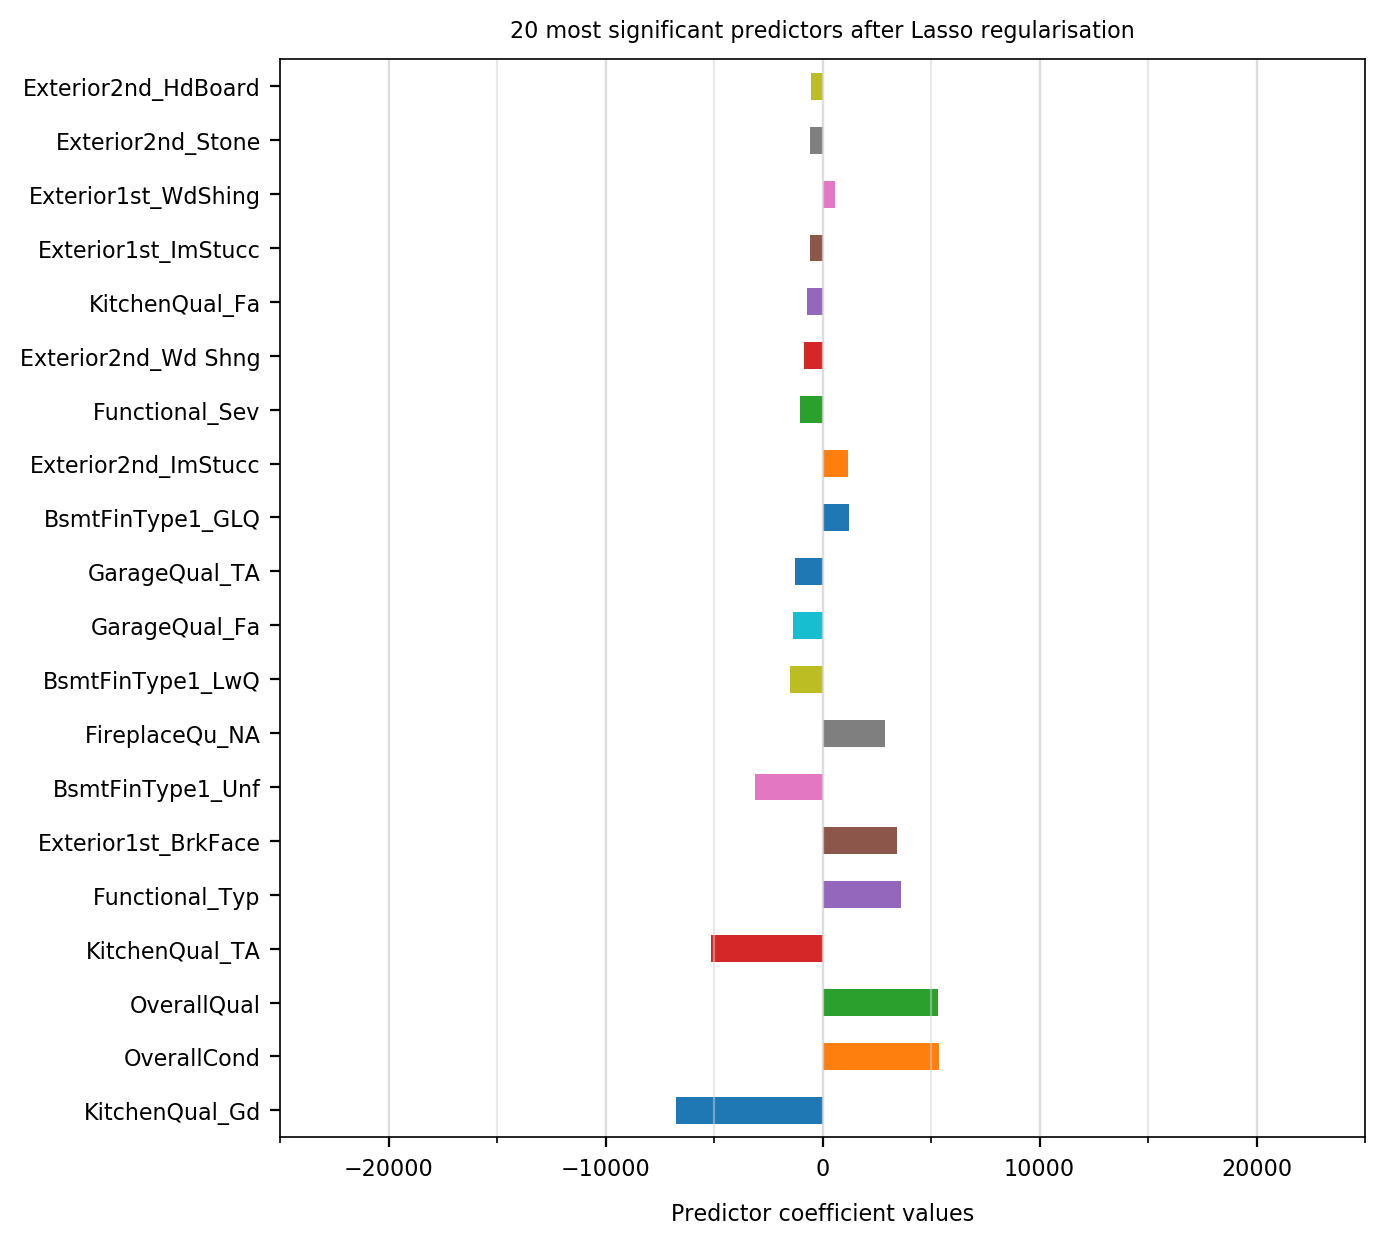 20 most significant predictors after Lasso regularisation
Exterior2nd_HdBoard
Exterior2nd_Stone
Exterior1st_WdShing
Exterior1st_ImStucc
KitchenQual_Fa
Exterior2nd_Wd Shng
Functional_Sev
Exterior2nd_ImStucc
BsmtFinType1_GLQ
GarageQual_TA
GarageQual_Fa
BsmtFinType1_LwQ
FireplaceQu_NA
BsmtFinType1_Unf
Exterior1st_BrkFace
Functional_Typ
KitchenQual_TA
OverallQual
OverallCond
KitchenQual_Gd
−20000 −10000 0 10000 20000
Predictor coefficient values